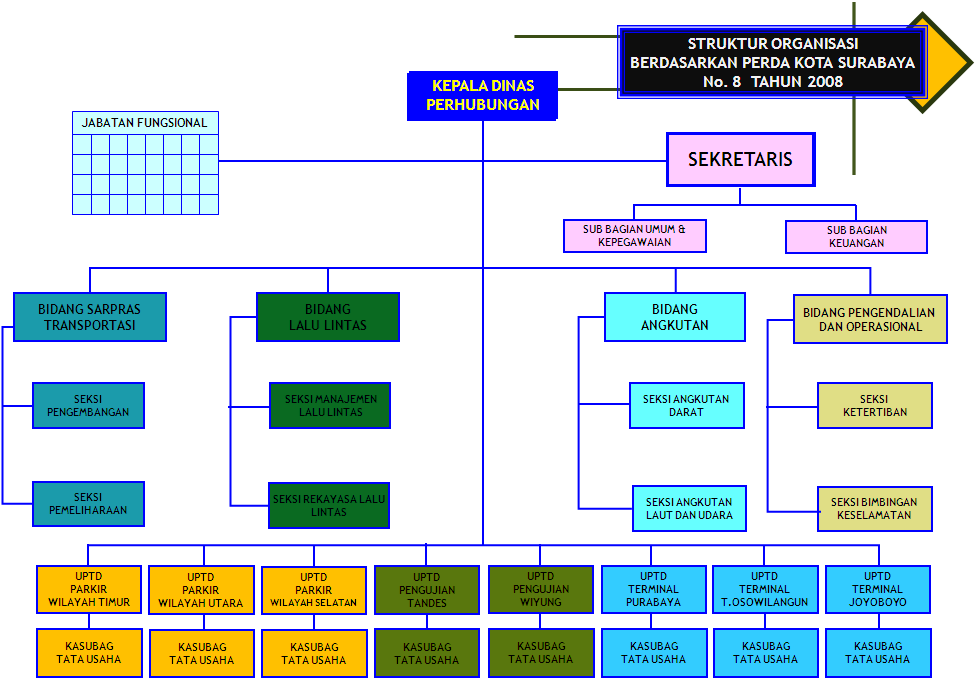 STRUKTUR ORGANISASI
BERDASARKAN PERDA KOTA SURABAYA
No. 8 TAHUN 2008
KEPALA DINAS
PERHUBUNGAN
JABATAN FUNGSIONAL
SEKRETARIS
SUB BAGIAN UMUM &
KEPEGAWAIAN
SUB BAGIAN
KEUANGAN
BIDANG SARPRAS
TRANSPORTASI
BIDANG
LALU LINTAS
BIDANG
ANGKUTAN
BIDANG PENGENDALIAN
DAN OPERASIONAL
SEKSI
PENGEMBANGAN
SEKSI MANAJEMEN
LALU LINTAS
SEKSI ANGKUTAN
DARAT
SEKSI
KETERTIBAN
SEKSI
PEMELIHARAAN
SEKSI REKAYASA LALU
LINTAS
SEKSI ANGKUTAN
LAUT DAN UDARA
SEKSI BIMBINGAN
KESELAMATAN
UPTD
PARKIR
WILAYAH TIMUR
UPTD
PARKIR
WILAYAH UTARA
UPTD
PARKIR
WILAYAH SELATAN
UPTD
PENGUJIAN
TANDES
UPTD
PENGUJIAN
WIYUNG
UPTD
TERMINAL
PURABAYA
UPTD
TERMINAL
T.OSOWILANGUN
UPTD
TERMINAL
JOYOBOYO
KASUBAG
TATA USAHA
KASUBAG
TATA USAHA
KASUBAG
TATA USAHA
KASUBAG
TATA USAHA
KASUBAG
TATA USAHA
KASUBAG
TATA USAHA
KASUBAG
TATA USAHA
KASUBAG
TATA USAHA